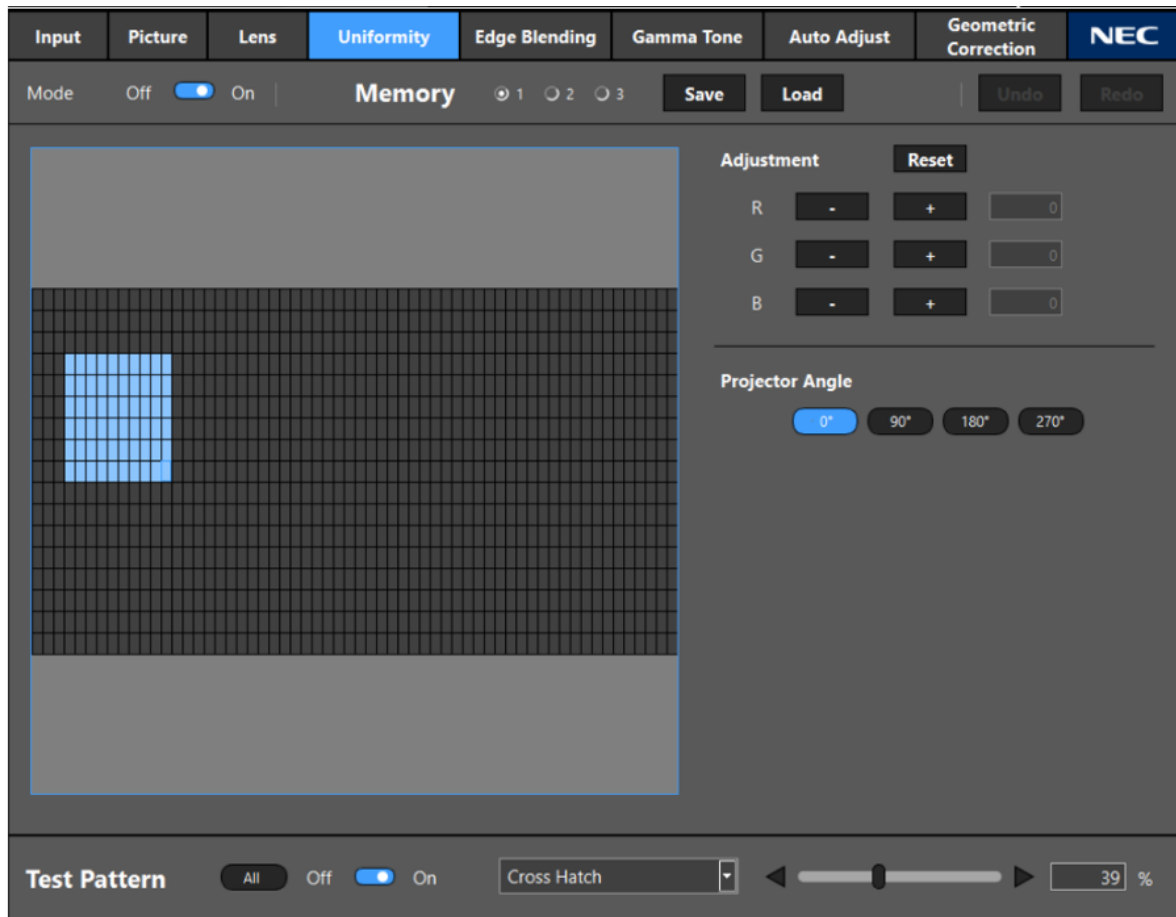 Input Picture Lens Uniformity Edge Blending Gamma Tone Auto Adjust Geometric Correction NEC
Mode Off On Memory 1 2 3 Save Load Undo Redo
Adjustment Reset
R - + 0
G - + 0
B - + 0
Projector Angle
0° 90° 180° 270°
Test Pattern All Off On Cross Hatch 39 %